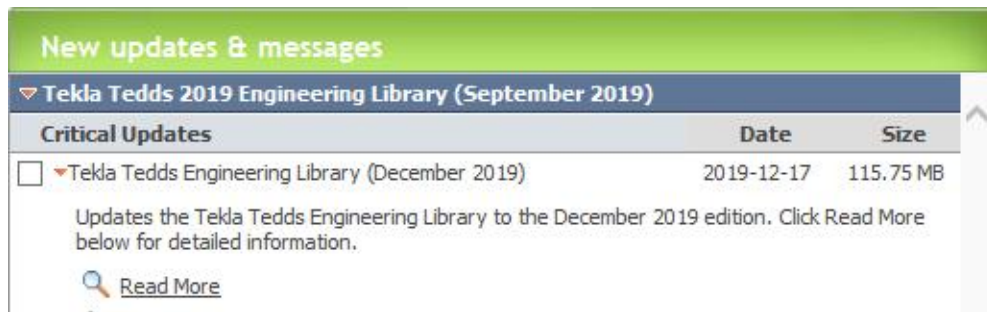 New updates & messages
Tekla Tedds 2019 Engineering Library (September 2019)
Critical Updates Date Size
Tekla Tedds Engineering Library (December 2019) 2019-12-17 115.75 MB
Updates the Tekla Tedds Engineering Library to the December 2019 edition. Click Read More
below for detailed information.
Read More